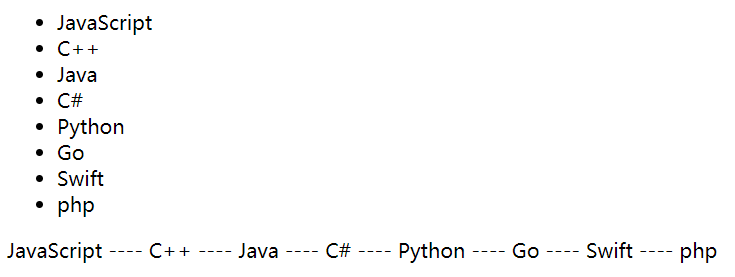 JavaScript
C++
Java
C#
Python
Go
Swift
php
JavaScript ---- C++ ---- Java ---- C# ---- Python ---- Go ---- Swift ---- php